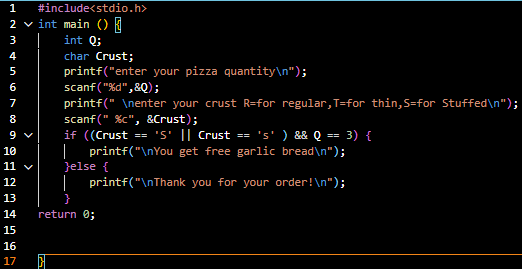 1 #include<stdio.h>
2 int main () {
3 int Q;
4 char Crust;
5 printf("enter your pizza quantity\n");
6 scanf("%d",&Q);
7 printf(" \nenter your crust R=for regular,T=for thin,S=for Stuffed\n");
8 scanf(" %c", &Crust);
9 if ((Crust == 'S' || Crust == 's' ) && Q == 3) {
10 printf("\nYou get free garlic bread\n");
11 }else {
12 printf("\nThank you for your order!\n");
13 }
14 return 0;
15
16
17 }